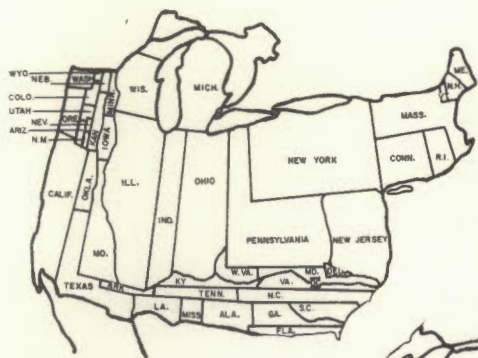 WYO.
NEB.
WASH.
COLO.
UTAH
ORE.
NEV.
ARIZ.
N.M.
KAN.
MINN.
IOWA
WIS.
MICH.
ME.
N.H.
MASS.
CONN.
R.I.
NEW YORK
CALIF.
OKLA.
ILL.
IND.
OHIO
PENNSYLVANIA
NEW JERSEY
MO.
W.VA.
MD.
DEL.
KY
VA.
TEXAS
ARK.
TENN.
N.C.
LA.
MISS
ALA.
GA.
S.C.
FLA.